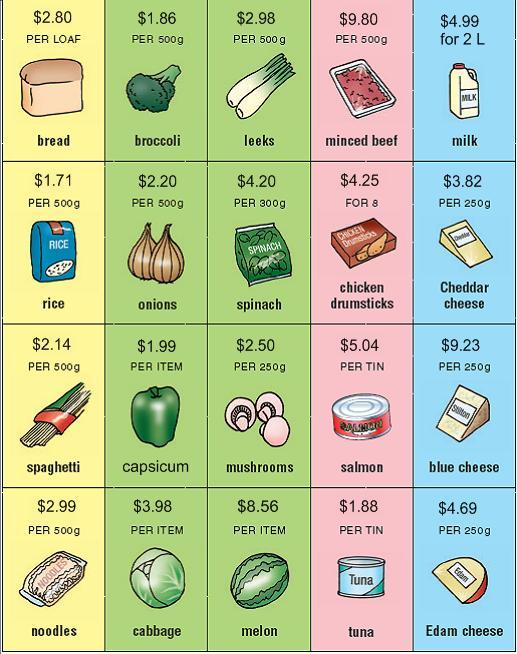 $2.80
PER LOAF
bread
$1.86
PER 500g
broccoli
$2.98
PER 500g
leeks
$9.80
PER 500g
minced beef
$4.99
for 2 L
MILK
milk
$1.71
PER 500g
RICE
rice
$2.20
PER 500g
onions
$4.20
PER 300g
SPINACH
spinach
$4.25
FOR 8
CHICKEN
Drumsticks
chicken
drumsticks
$3.82
PER 250g
Cheddar
Cheddar
cheese
$2.14
PER 500g
spaghetti
$1.99
PER ITEM
capsicum
$2.50
PER 250g
mushrooms
$5.04
PER TIN
SALMON
salmon
$9.23
PER 250g
Stilton
blue cheese
$2.99
PER 500g
NOODLES
noodles
$3.98
PER ITEM
cabbage
$8.56
PER ITEM
melon
$1.88
PER TIN
Tuna
tuna
$4.69
PER 250g
Edam
Edam cheese